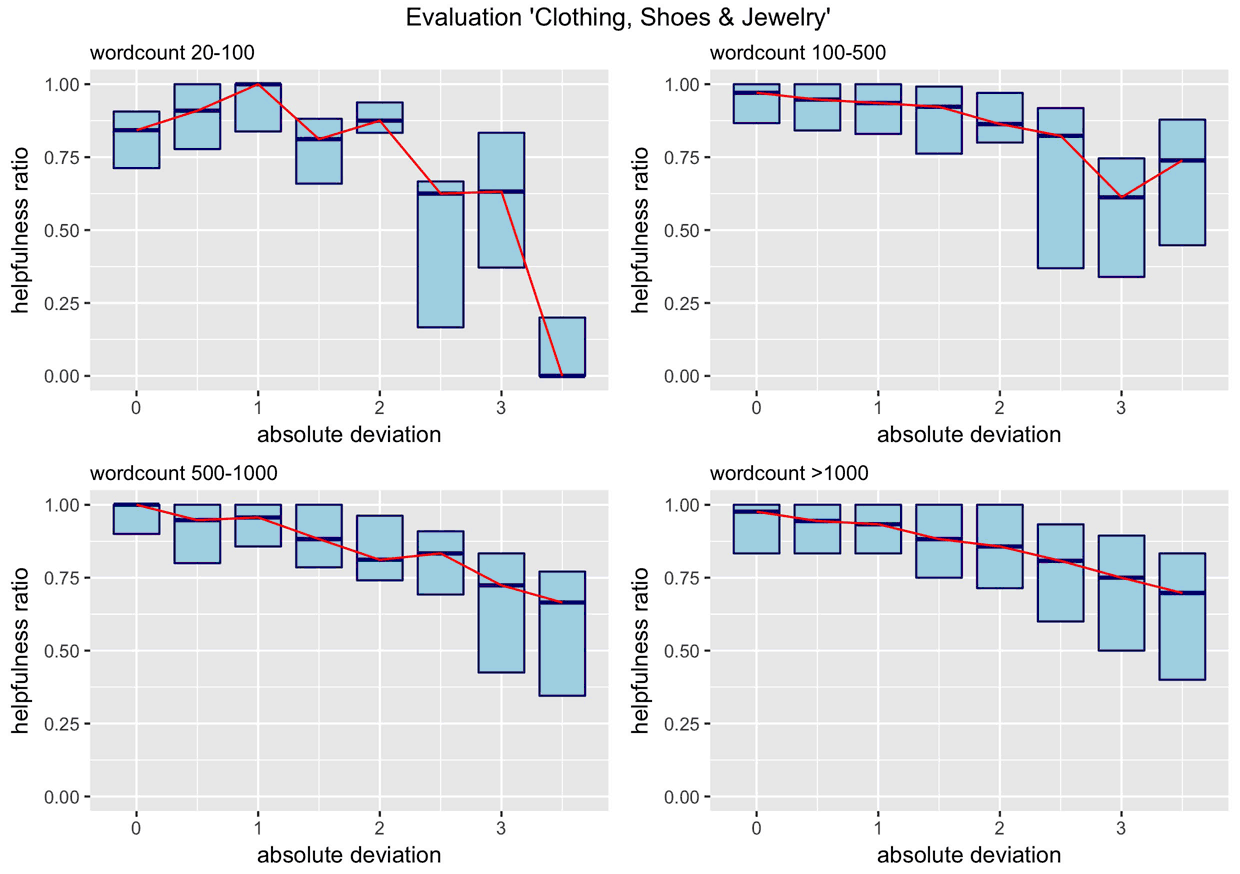 Evaluation 'Clothing, Shoes & Jewelry'
wordcount 20-100
1.00
0.75
0.50
0.25
0.00
helpfulness ratio
0 1 2 3
absolute deviation
wordcount 100-500
1.00
0.75
0.50
0.25
0.00
helpfulness ratio
0 1 2 3
absolute deviation
wordcount 500-1000
1.00
0.75
0.50
0.25
0.00
helpfulness ratio
0 1 2 3
absolute deviation
wordcount >1000
1.00
0.75
0.50
0.25
0.00
helpfulness ratio
0 1 2 3
absolute deviation